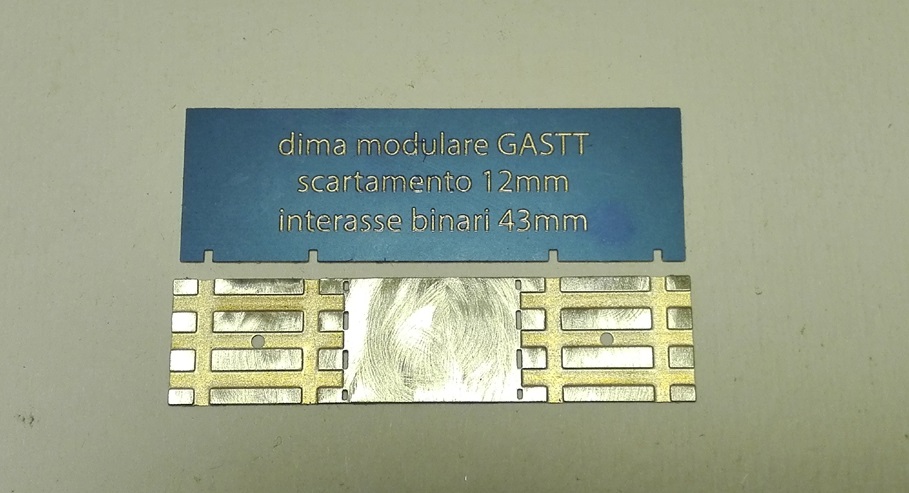 dima modulare GASTT
scartamento 12mm
interasse binari 43mm